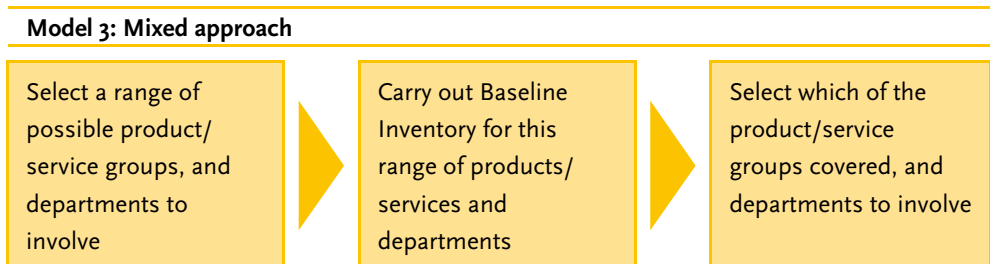 Model 3: Mixed approach
Select a range of
possible product/
service groups, and
departments to
involve
Carry out Baseline
Inventory for this
range of products/
services and
departments
Select which of the
product/service
groups covered, and
departments to involve